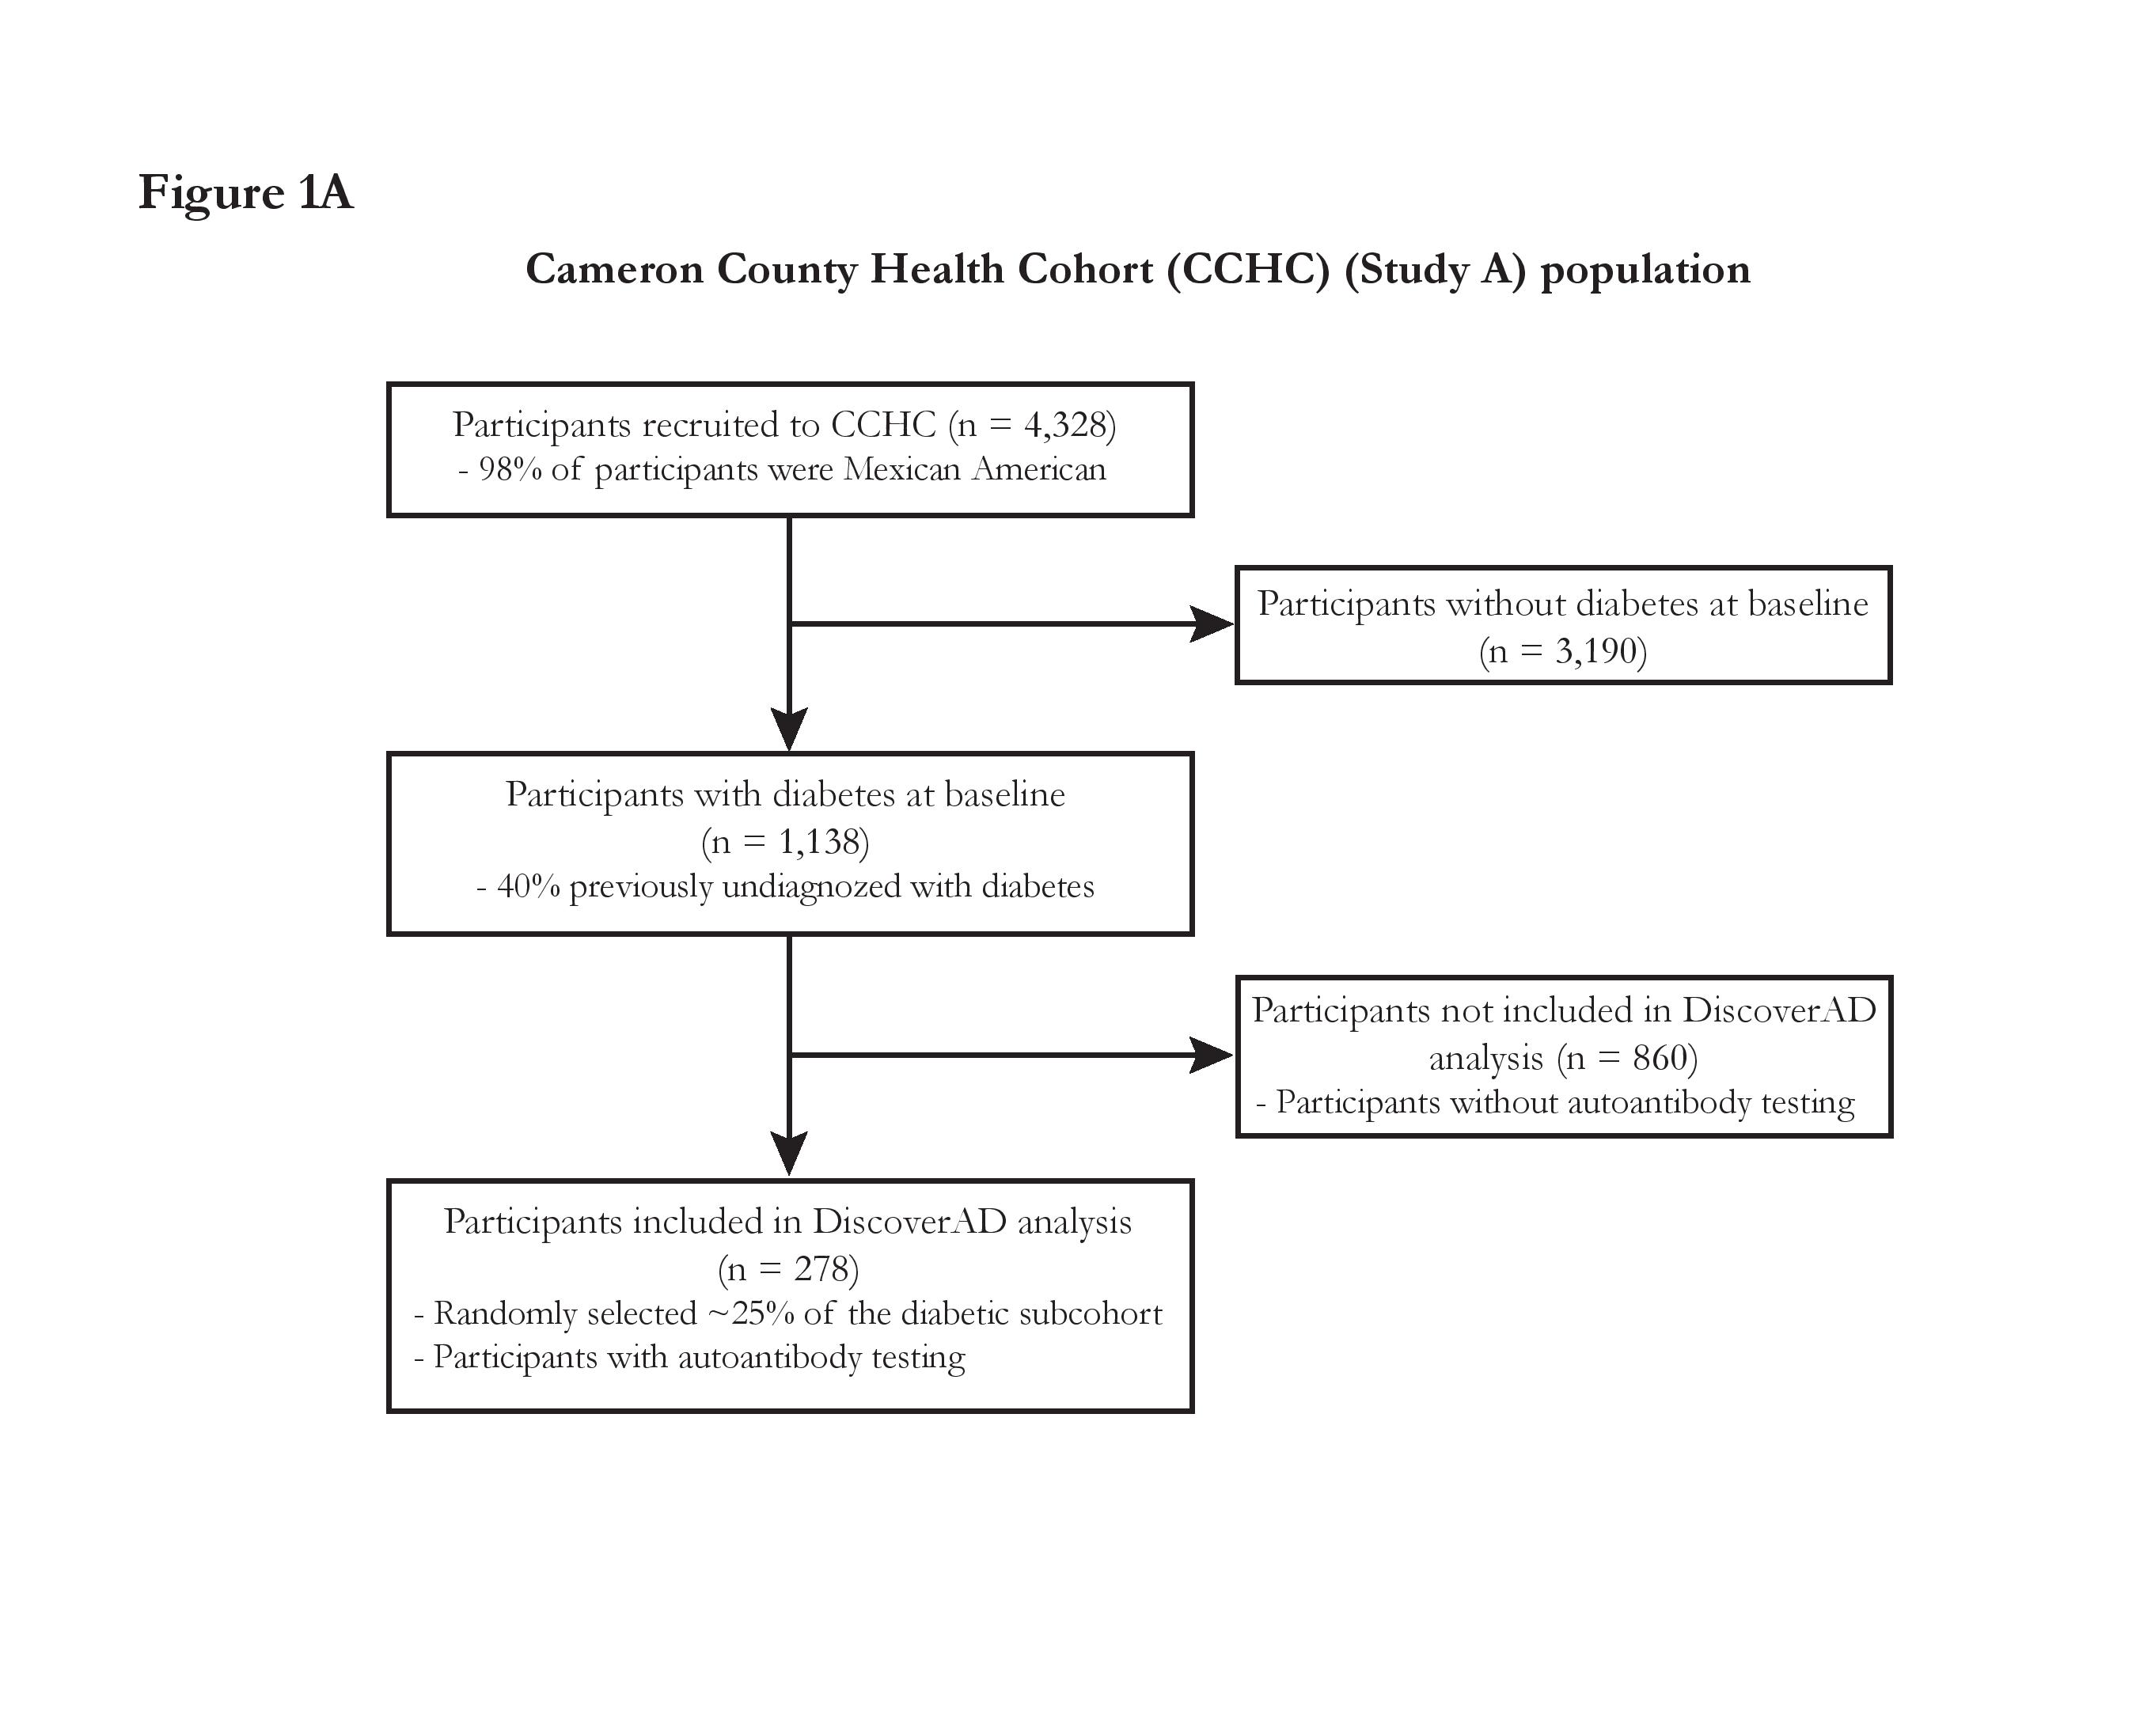 Figure 1A
Cameron County Health Cohort (CCHC) (Study A) population
Participants recruited to CCHC (n = 4,328)
- 98% of participants were Mexican American
Participants without diabetes at baseline
(n = 3,190)
Participants with diabetes at baseline
(n = 1,138)
- 40% previously undiagnozed with diabetes
Participants not included in DiscoverAD
analysis (n = 860)
- Participants without autoantibody testing
Participants included in DiscoverAD analysis
(n = 278)
- Randomly selected ~25% of the diabetic subcohort
- Participants with autoantibody testing